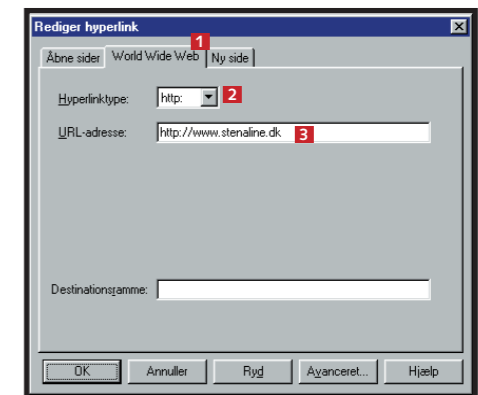 Rediger hyperlink
1
Åbne sider World Wide Web Ny side
Hyperlinktype: http: 2
URL-adresse: http://www.stenaline.dk 3
Destinationsramme:
OK Annuller Ryd Avanceret... Hjælp